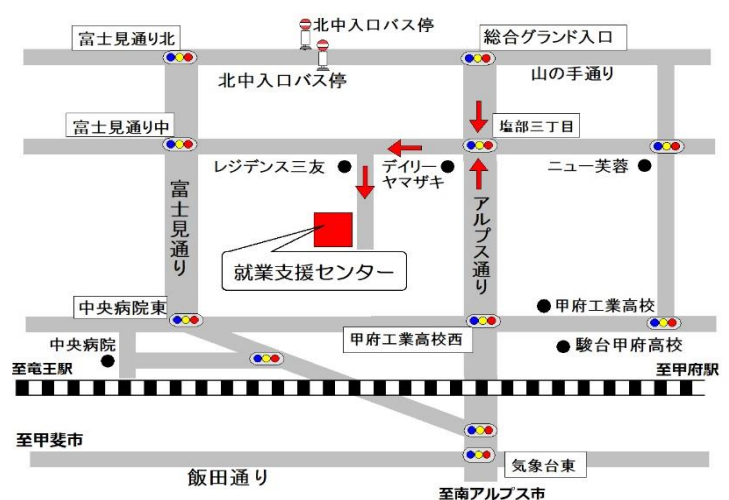 北中入口バス停
富士見通り北
総合グランド入口
北中入口バス停
山の手通り
富士見通り中
塩部三丁目
レジデンス三友
デイリー
ヤマザキ
ニュー芙蓉
富士見通り
アルプス通り
就業支援センター
中央病院東
甲府工業高校
中央病院
甲府工業高校西
駿台甲府高校
至竜王駅
至甲府駅
至甲斐市
飯田通り
気象台東
至南アルプス市